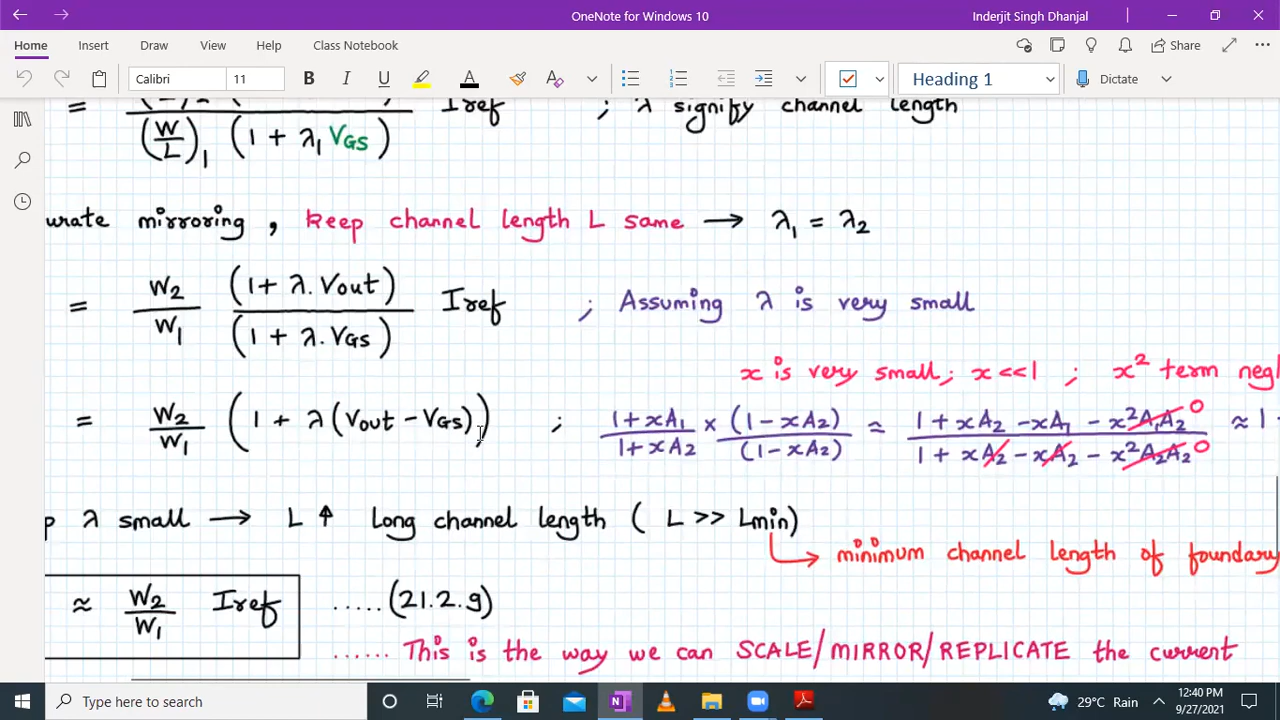 OneNote for Windows 10
Inderjit Singh Dhanjal
Home Insert Draw View Help Class Notebook Share
Calibri 11 B I U A Heading 1 Dictate
= Iref ; λ signify channel length
(W/L)₁ (1 + λ₁ VGS)
urate mirroring, keep channel length L same → λ₁ = λ₂
= W₂/W₁ (1 + λ. Vout)/(1 + λ. VGS) Iref ; Assuming λ is very small
x is very small; x <<1 ; x² term negl
= W₂/W₁ (1 + λ (Vout - VGS)) ; (1 + xA₁)/(1 + xA₂) × (1 - xA₂)/(1 - xA₂) ≈ (1 + xA₂ - xA₁ - x²A₁A₂ 0)/(1 + xA₂ - xA₂ - x²A₂A₂ 0) ≈ 1 -
p λ small → L ↑ Long channel length ( L >> Lmin)
minimum channel length of foundary
≈ W₂/W₁ Iref .....(21.2.9)
...... This is the way we can SCALE/MIRROR/REPLICATE the current
Type here to search
29°C Rain
12:40 PM
9/27/2021